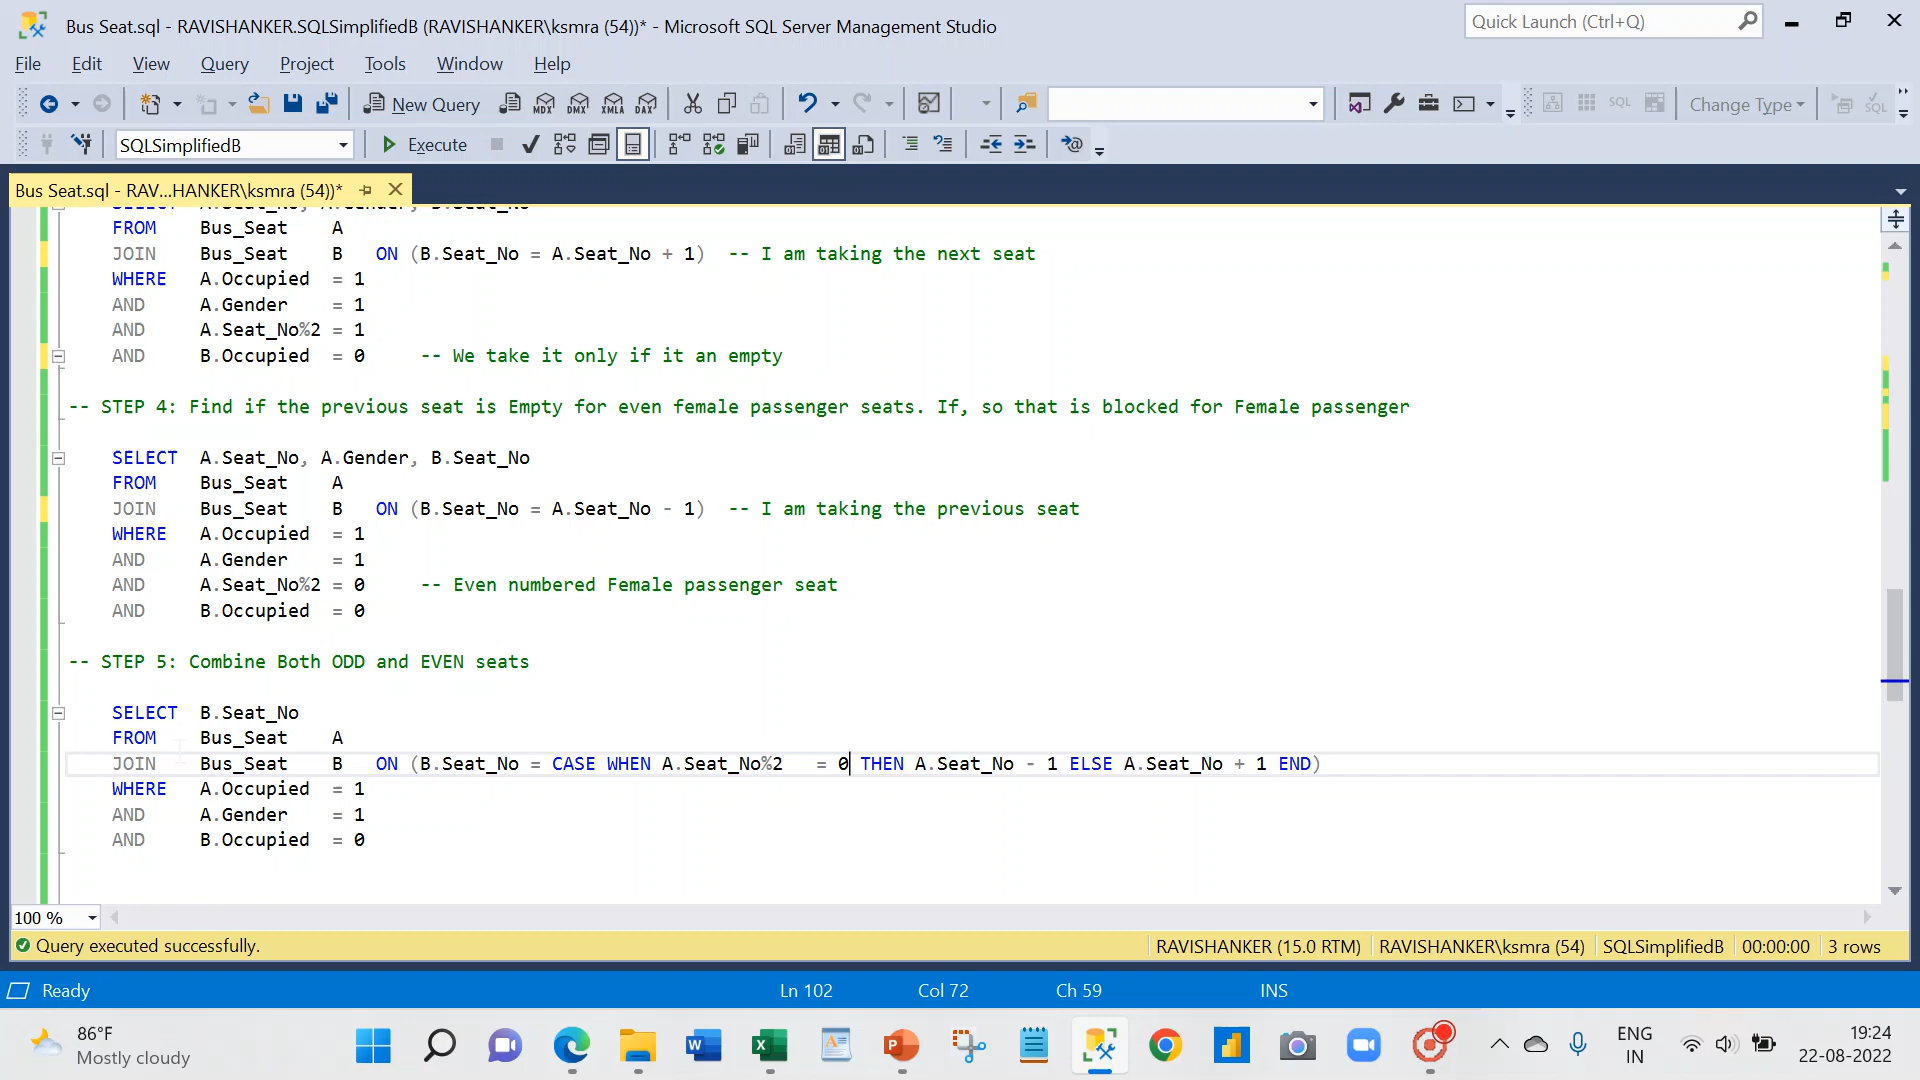 Bus Seat.sql - RAVISHANKER.SQLSimplifiedB (RAVISHANKER\ksmra (54))* - Microsoft SQL Server Management Studio
Quick Launch (Ctrl+Q)
File Edit View Query Project Tools Window Help
New Query MDX DMX XMLA DAX SQL Change Type SQL
SQLSimplifiedB Execute
Bus Seat.sql - RAV...HANKER\ksmra (54))*
FROM Bus_Seat A
JOIN Bus_Seat B ON (B.Seat_No = A.Seat_No + 1) -- I am taking the next seat
WHERE A.Occupied = 1
AND A.Gender = 1
AND A.Seat_No%2 = 1
AND B.Occupied = 0 -- We take it only if it an empty
-- STEP 4: Find if the previous seat is Empty for even female passenger seats. If, so that is blocked for Female passenger
SELECT A.Seat_No, A.Gender, B.Seat_No
FROM Bus_Seat A
JOIN Bus_Seat B ON (B.Seat_No = A.Seat_No - 1) -- I am taking the previous seat
WHERE A.Occupied = 1
AND A.Gender = 1
AND A.Seat_No%2 = 0 -- Even numbered Female passenger seat
AND B.Occupied = 0
-- STEP 5: Combine Both ODD and EVEN seats
SELECT B.Seat_No
FROM Bus_Seat A
JOIN Bus_Seat B ON (B.Seat_No = CASE WHEN A.Seat_No%2 = 0 THEN A.Seat_No - 1 ELSE A.Seat_No + 1 END)
WHERE A.Occupied = 1
AND A.Gender = 1
AND B.Occupied = 0
100 %
Query executed successfully. RAVISHANKER (15.0 RTM) RAVISHANKER\ksmra (54) SQLSimplifiedB 00:00:00 3 rows
Ready Ln 102 Col 72 Ch 59 INS
86°F
Mostly cloudy
ENG
IN
19:24
22-08-2022